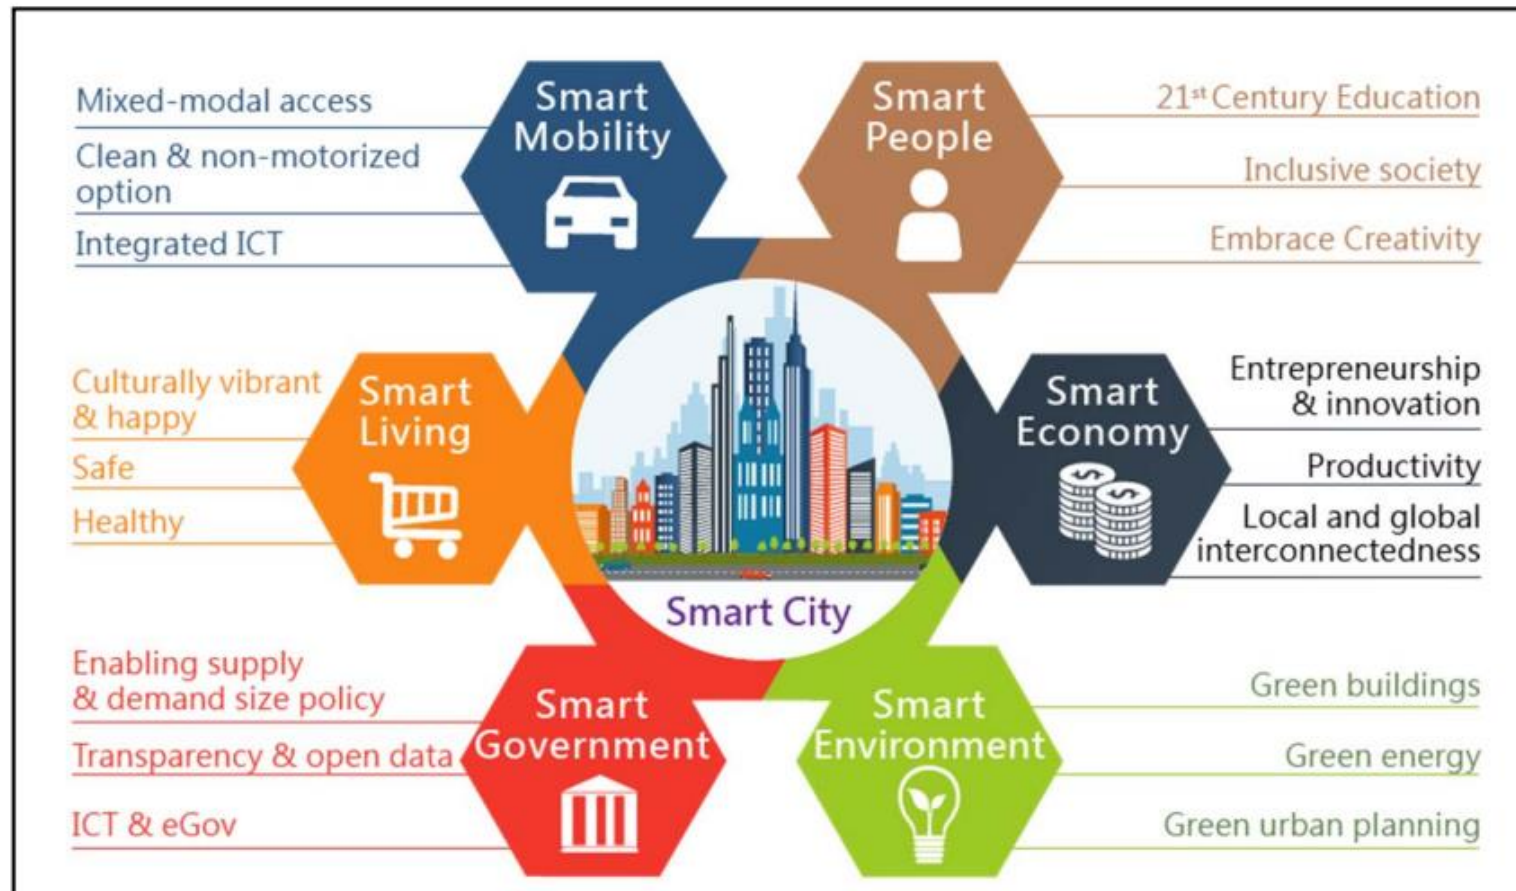 Smart
Mobility
Mixed-modal access
Clean & non-motorized
option
Integrated ICT
Smart
People
21st Century Education
Inclusive society
Embrace Creativity
Smart
Living
Culturally vibrant
& happy
Safe
Healthy
Smart
Economy
Entrepreneurship
& innovation
Productivity
Local and global
interconnectedness
Smart City
Smart
Government
Enabling supply
& demand size policy
Transparency & open data
ICT & eGov
Smart
Environment
Green buildings
Green energy
Green urban planning